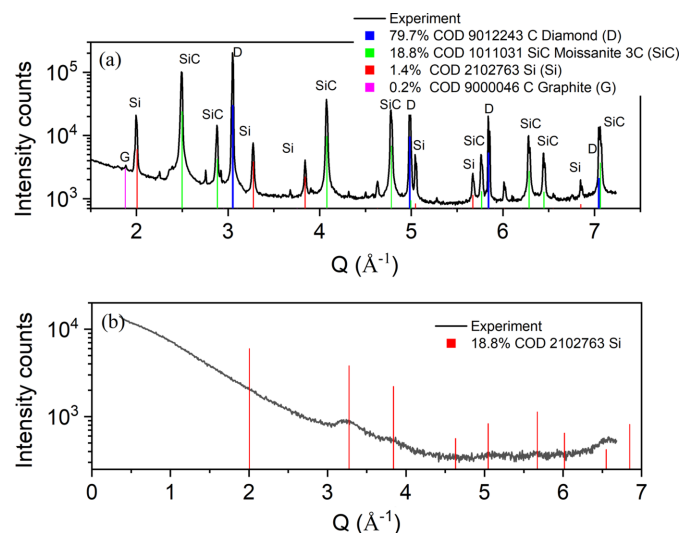 Experiment
79.7% COD 9012243 C Diamond (D)
18.8% COD 1011031 SiC Moissanite 3C (SiC)
1.4% COD 2102763 Si (Si)
0.2% COD 9000046 C Graphite (G)
(a)
Intensity counts
10^5
10^4
10^3
G
Si
SiC
SiC
D
Si
Si
SiC
SiC
D
Si
Si
SiC
D
SiC
SiC
Si
D
SiC
2 3 4 5 6 7
Q (Å^-1)
(b)
Experiment
18.8% COD 2102763 Si
Intensity counts
10^4
10^3
0 1 2 3 4 5 6 7
Q (Å^-1)